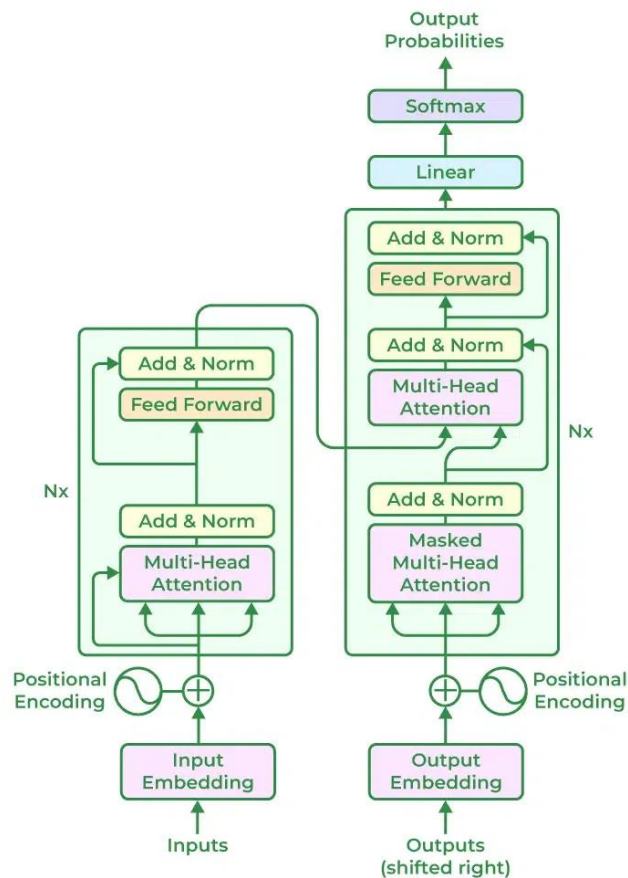 Output
Probabilities
Softmax
Linear
Add & Norm
Feed Forward
Add & Norm
Multi-Head
Attention
Nx
Add & Norm
Masked
Multi-Head
Attention
Positional
Encoding
Output
Embedding
Outputs
(shifted right)
Add & Norm
Feed Forward
Nx
Add & Norm
Multi-Head
Attention
Positional
Encoding
Input
Embedding
Inputs